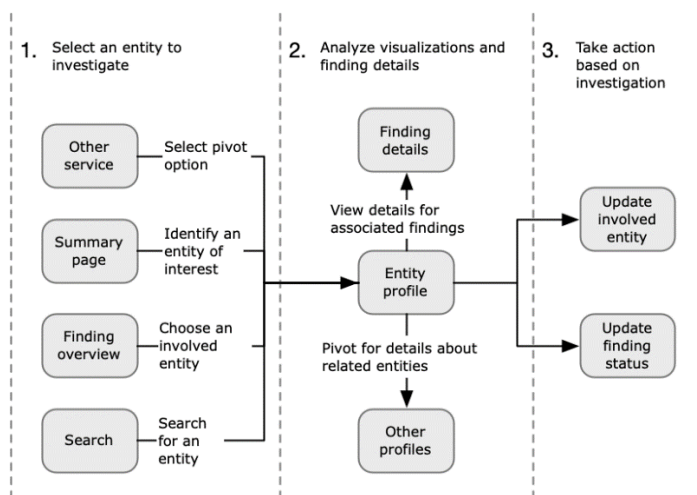 1. Select an entity to
investigate
2. Analyze visualizations and
finding details
3. Take action
based on
investigation
Other
service
Select pivot
option
Summary
page
Identify an
entity of
interest
Finding
overview
Choose an
involved
entity
Search
Search
for an
entity
Finding
details
View details for
associated findings
Entity
profile
Pivot for details about
related entities
Other
profiles
Update
involved
entity
Update
finding
status